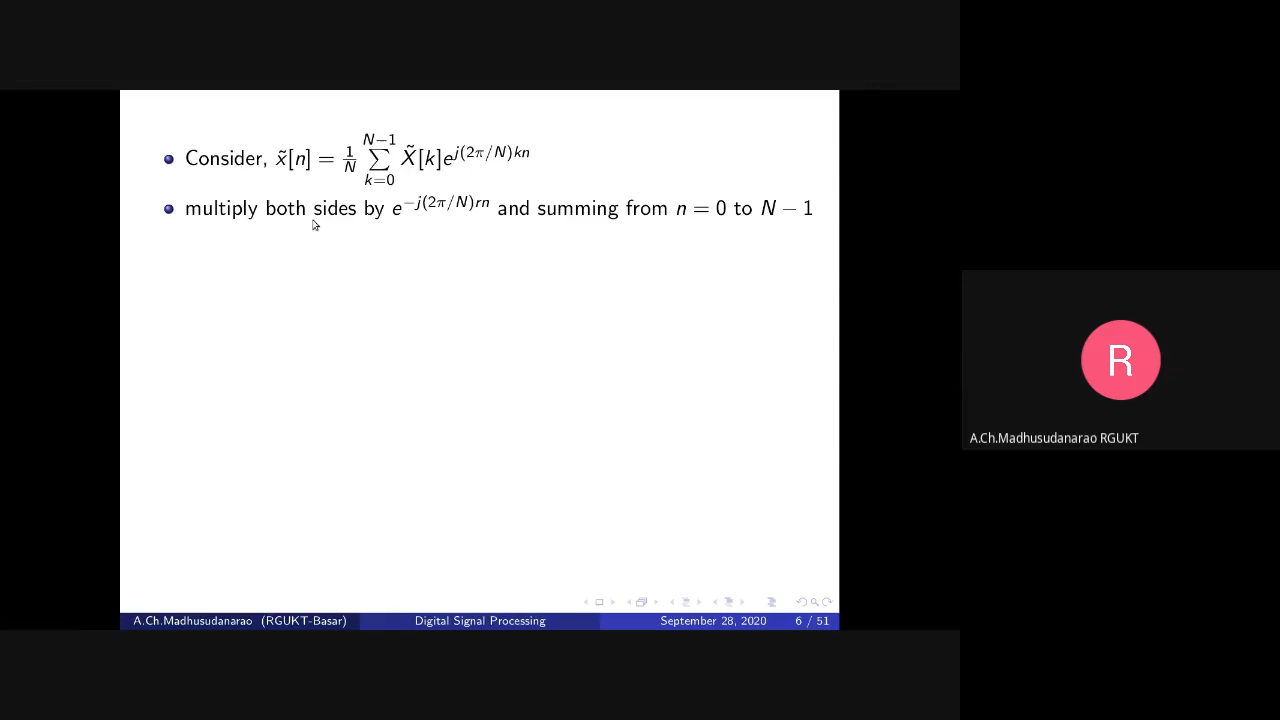 Consider, x̃[n] = 1/N ∑_{k=0}^{N−1} X̃[k]e^{j(2π/N)kn}
multiply both sides by e^{−j(2π/N)rn} and summing from n = 0 to N − 1
R
A.Ch.Madhusudanarao RGUKT
A.Ch.Madhusudanarao (RGUKT-Basar) Digital Signal Processing September 28, 2020 6 / 51